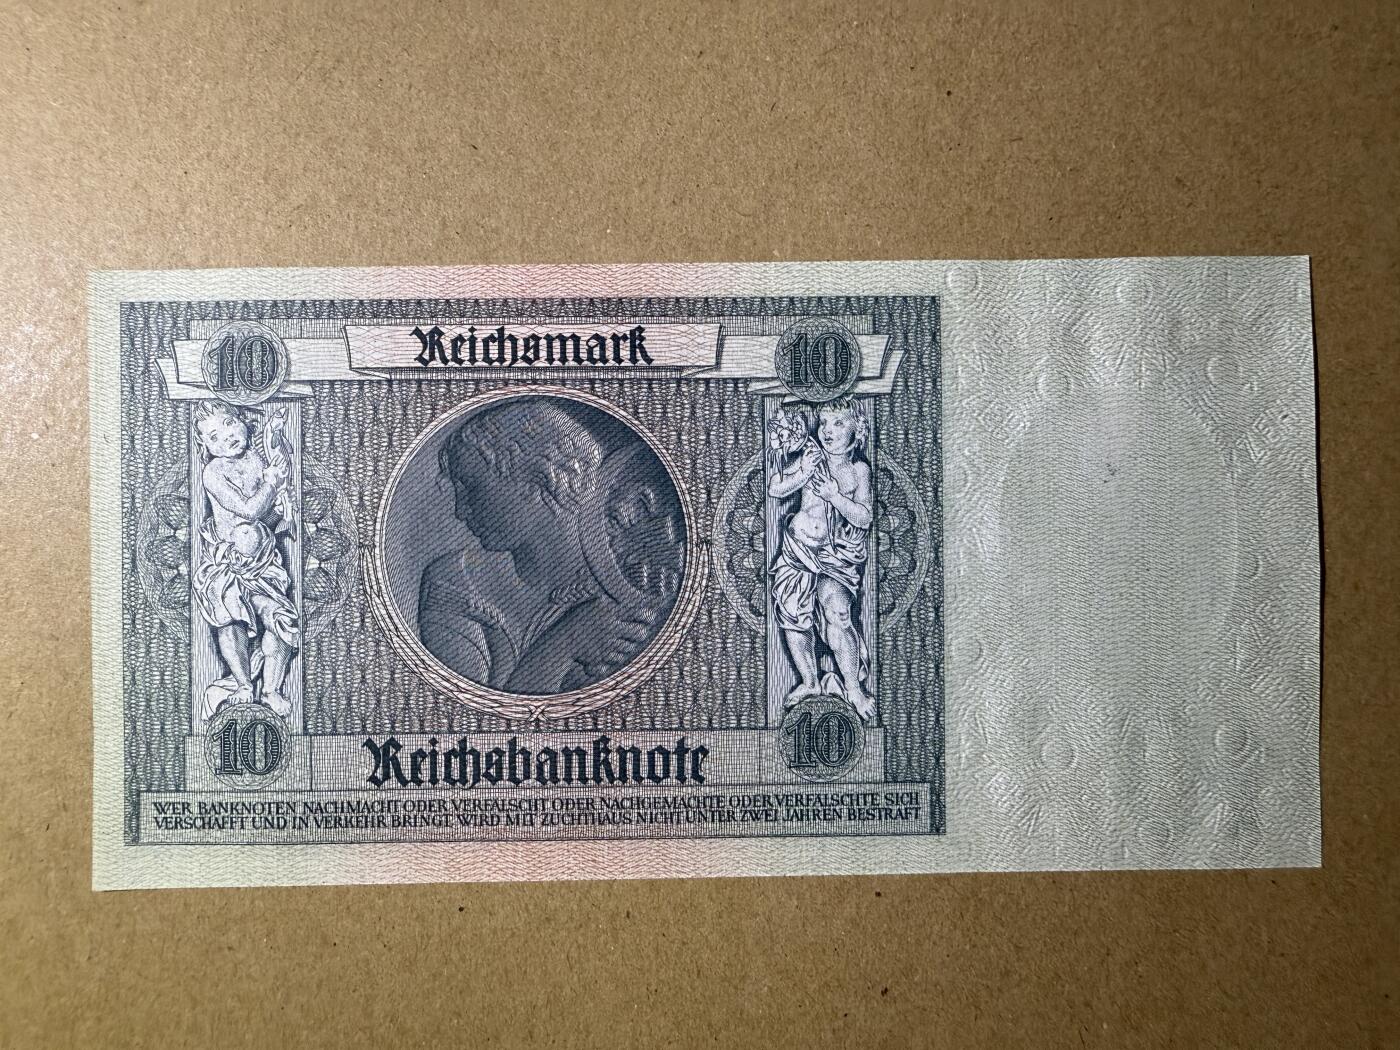 10 Reichsmark 10
10 Reichsbanknote 10
WER BANKNOTEN NACHMACHT ODER VERFÄLSCHT ODER NACHGEMACHTE ODER VERFÄLSCHTE SICH
VERSCHAFFT UND IN VERKEHR BRINGT, WIRD MIT ZUCHTHAUS NICHT UNTER ZWEI JAHREN BESTRAFT